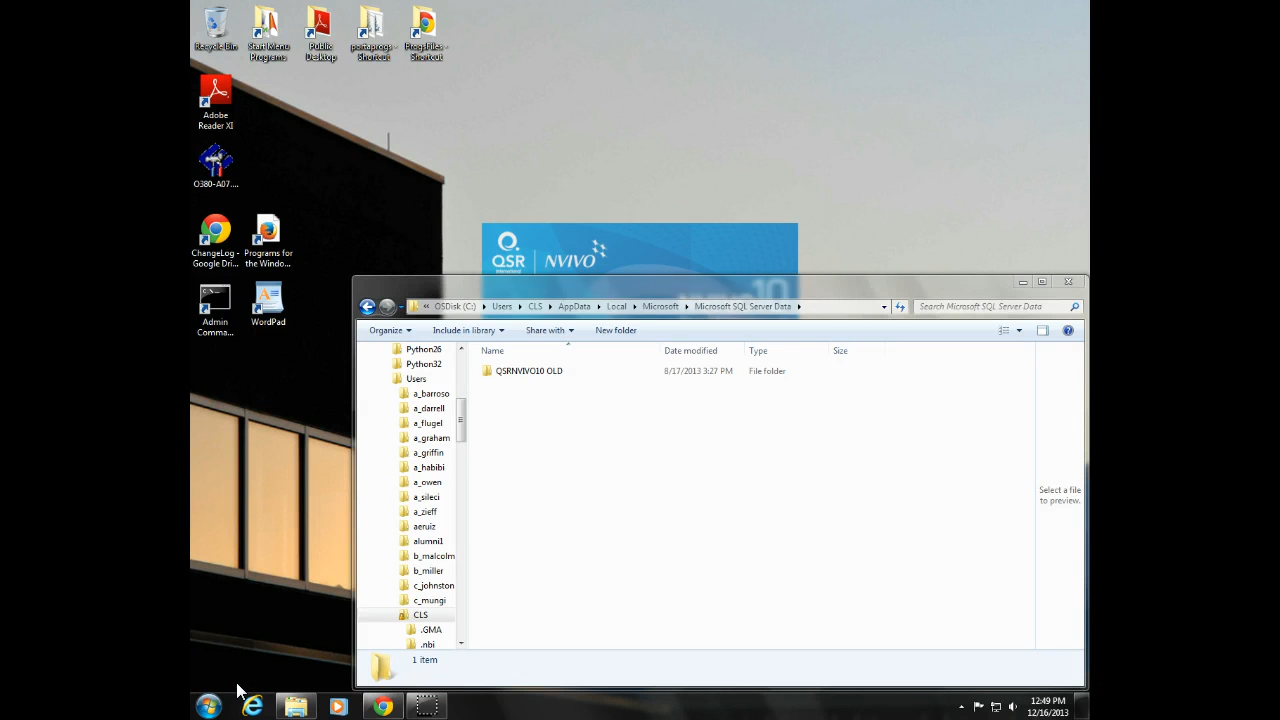 Recycle Bin
Start Menu
Programs
Public
Desktop
portaprogs -
Shortcut
ProgsFiles -
Shortcut
Adobe
Reader XI
O380-A07....
ChangeLog -
Google Dri...
Programs for
the Windo...
Admin
Comma...
WordPad
QSR
International
NVIVO
10
« OSDisk (C:) Users CLS AppData Local Microsoft Microsoft SQL Server Data
Search Microsoft SQL Server Data
Organize Include in library Share with New folder
Name Date modified Type Size
QSRNVIVO10 OLD 8/17/2013 3:27 PM File folder
Python26
Python32
Users
a_barroso
a_darrell
a_flugel
a_graham
a_griffin
a_habibi
a_owen
a_sileci
a_zieff
aeruiz
alumni1
b_malcolm
b_miller
c_johnston
c_mungi
CLS
.GMA
.nbi
Select a file
to preview.
1 item
12:49 PM
12/16/2013